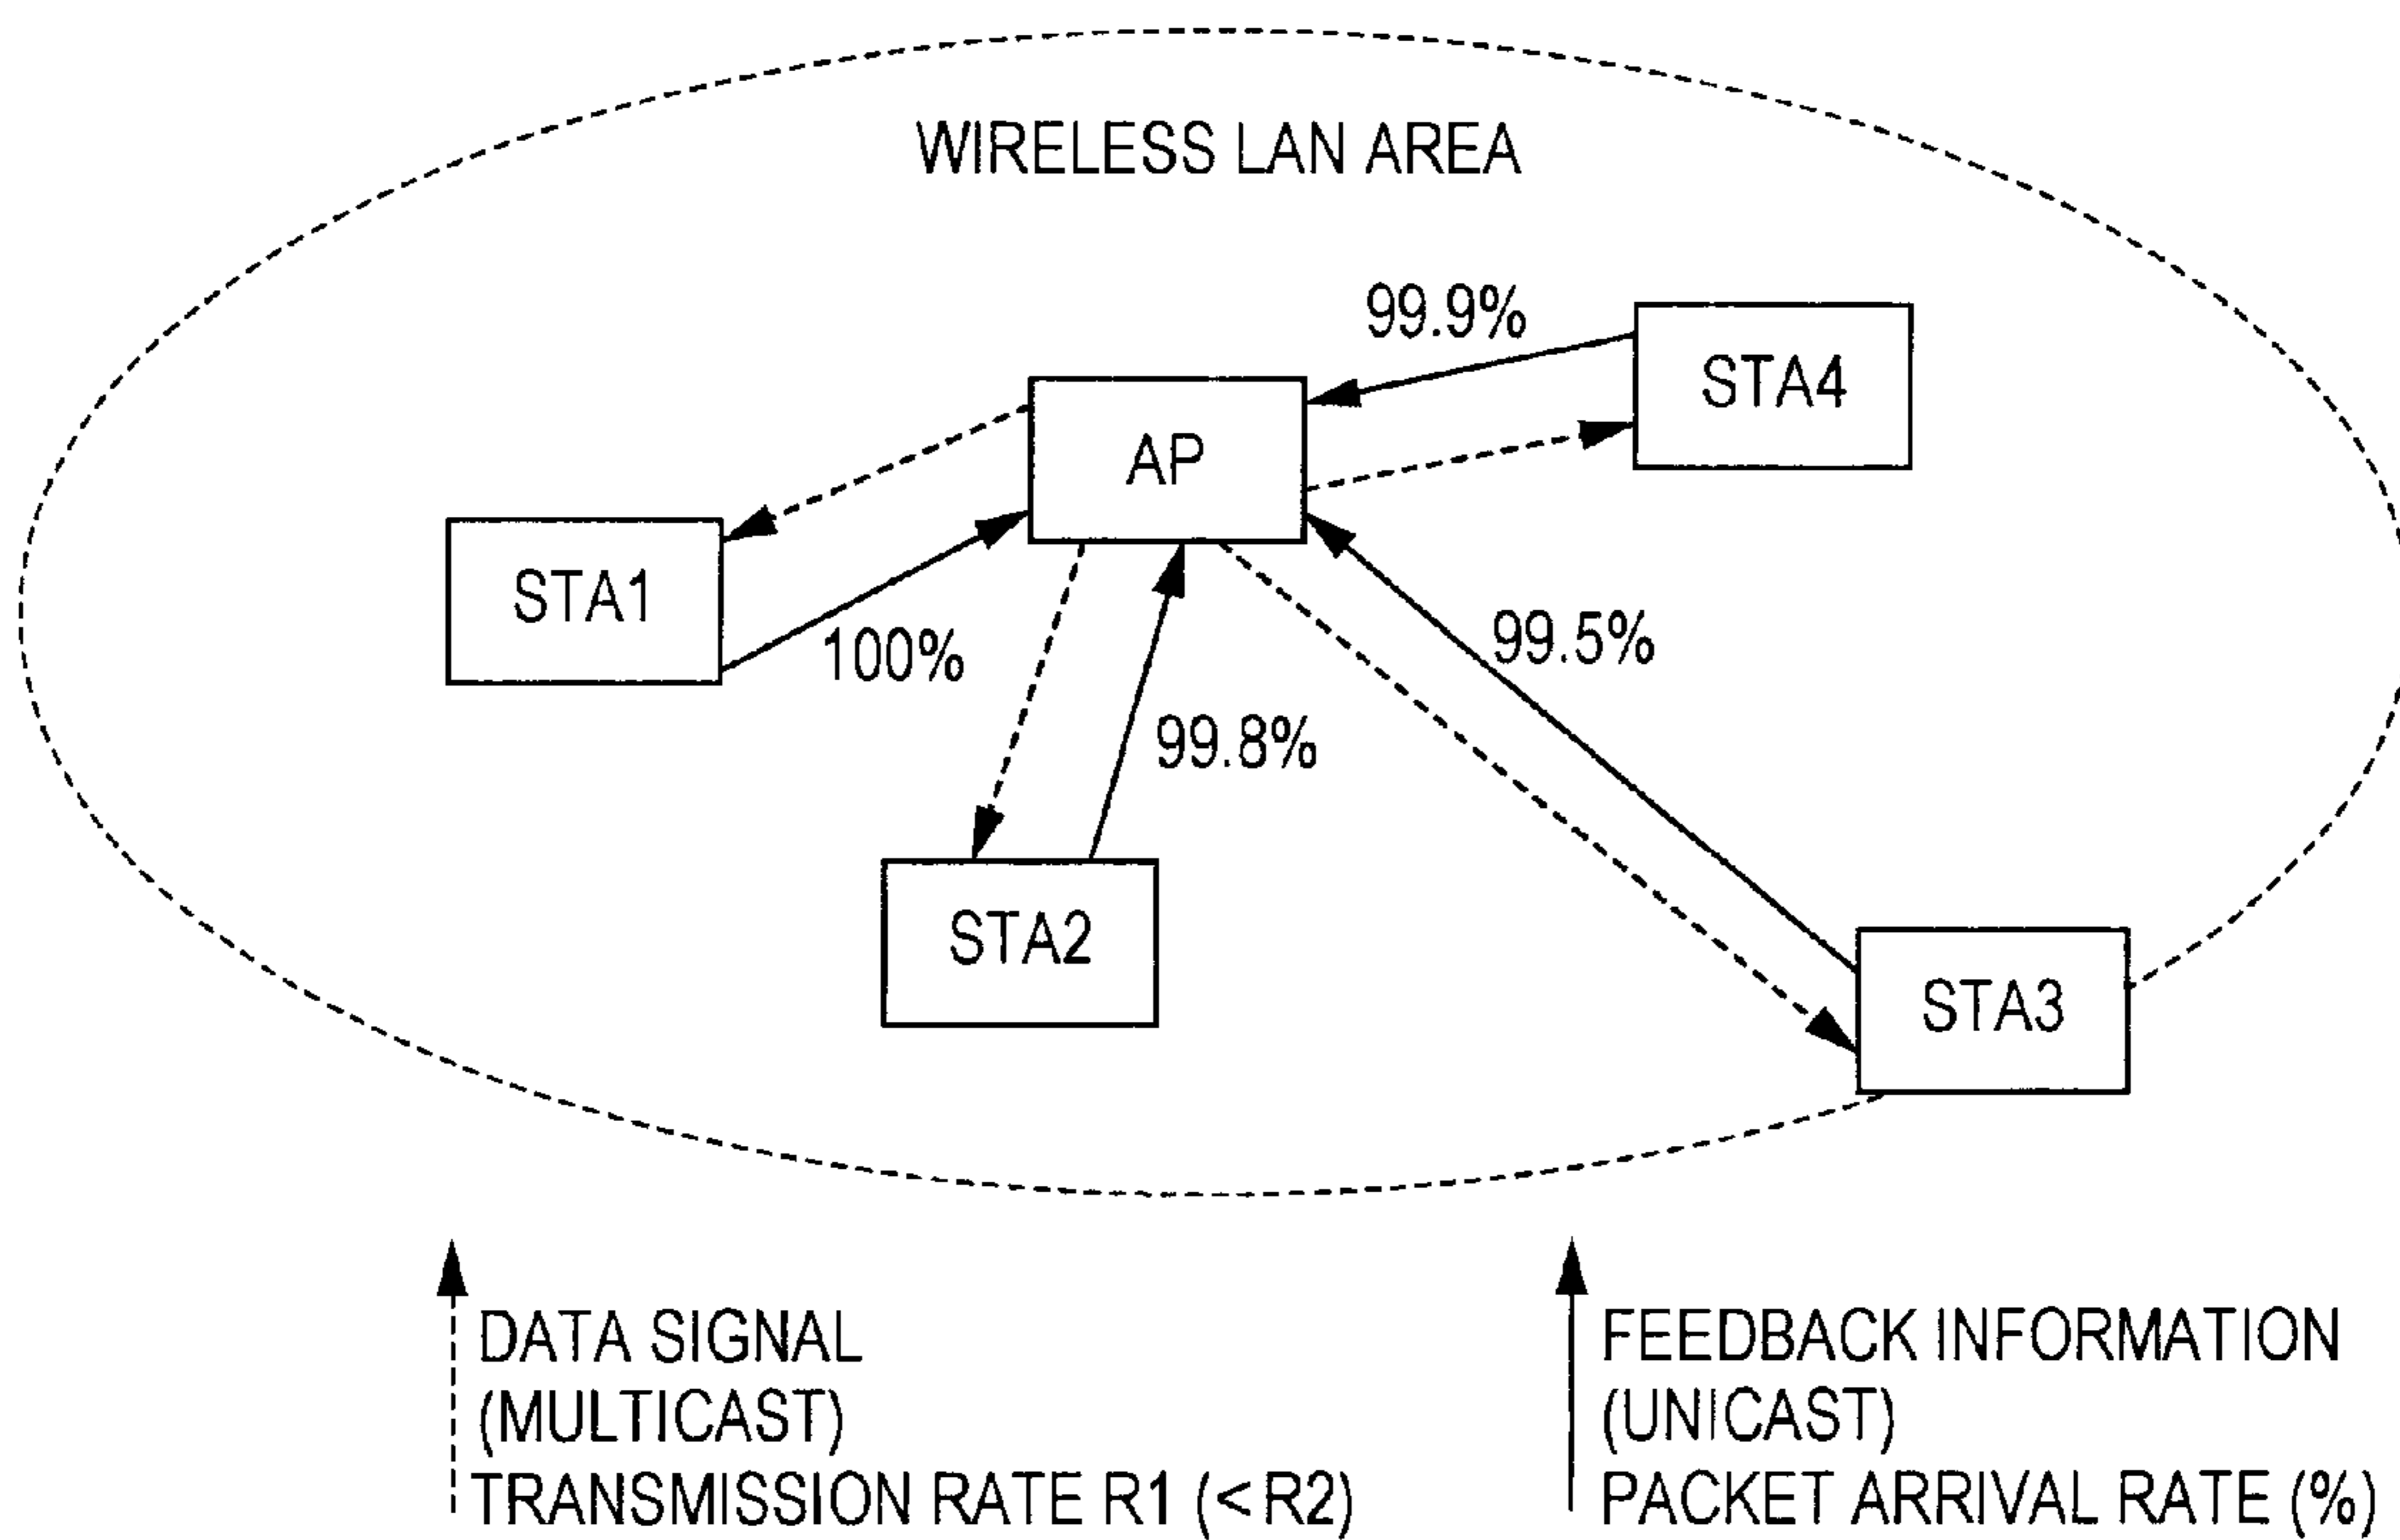 WIRELESS LAN AREA
99.9%
STA4
AP
STA1
100%
99.5%
99.8%
STA2
STA3
DATA SIGNAL
(MULTICAST)
TRANSMISSION RATE R1 (<R2)
FEEDBACK INFORMATION
(UNICAST)
PACKET ARRIVAL RATE (%)